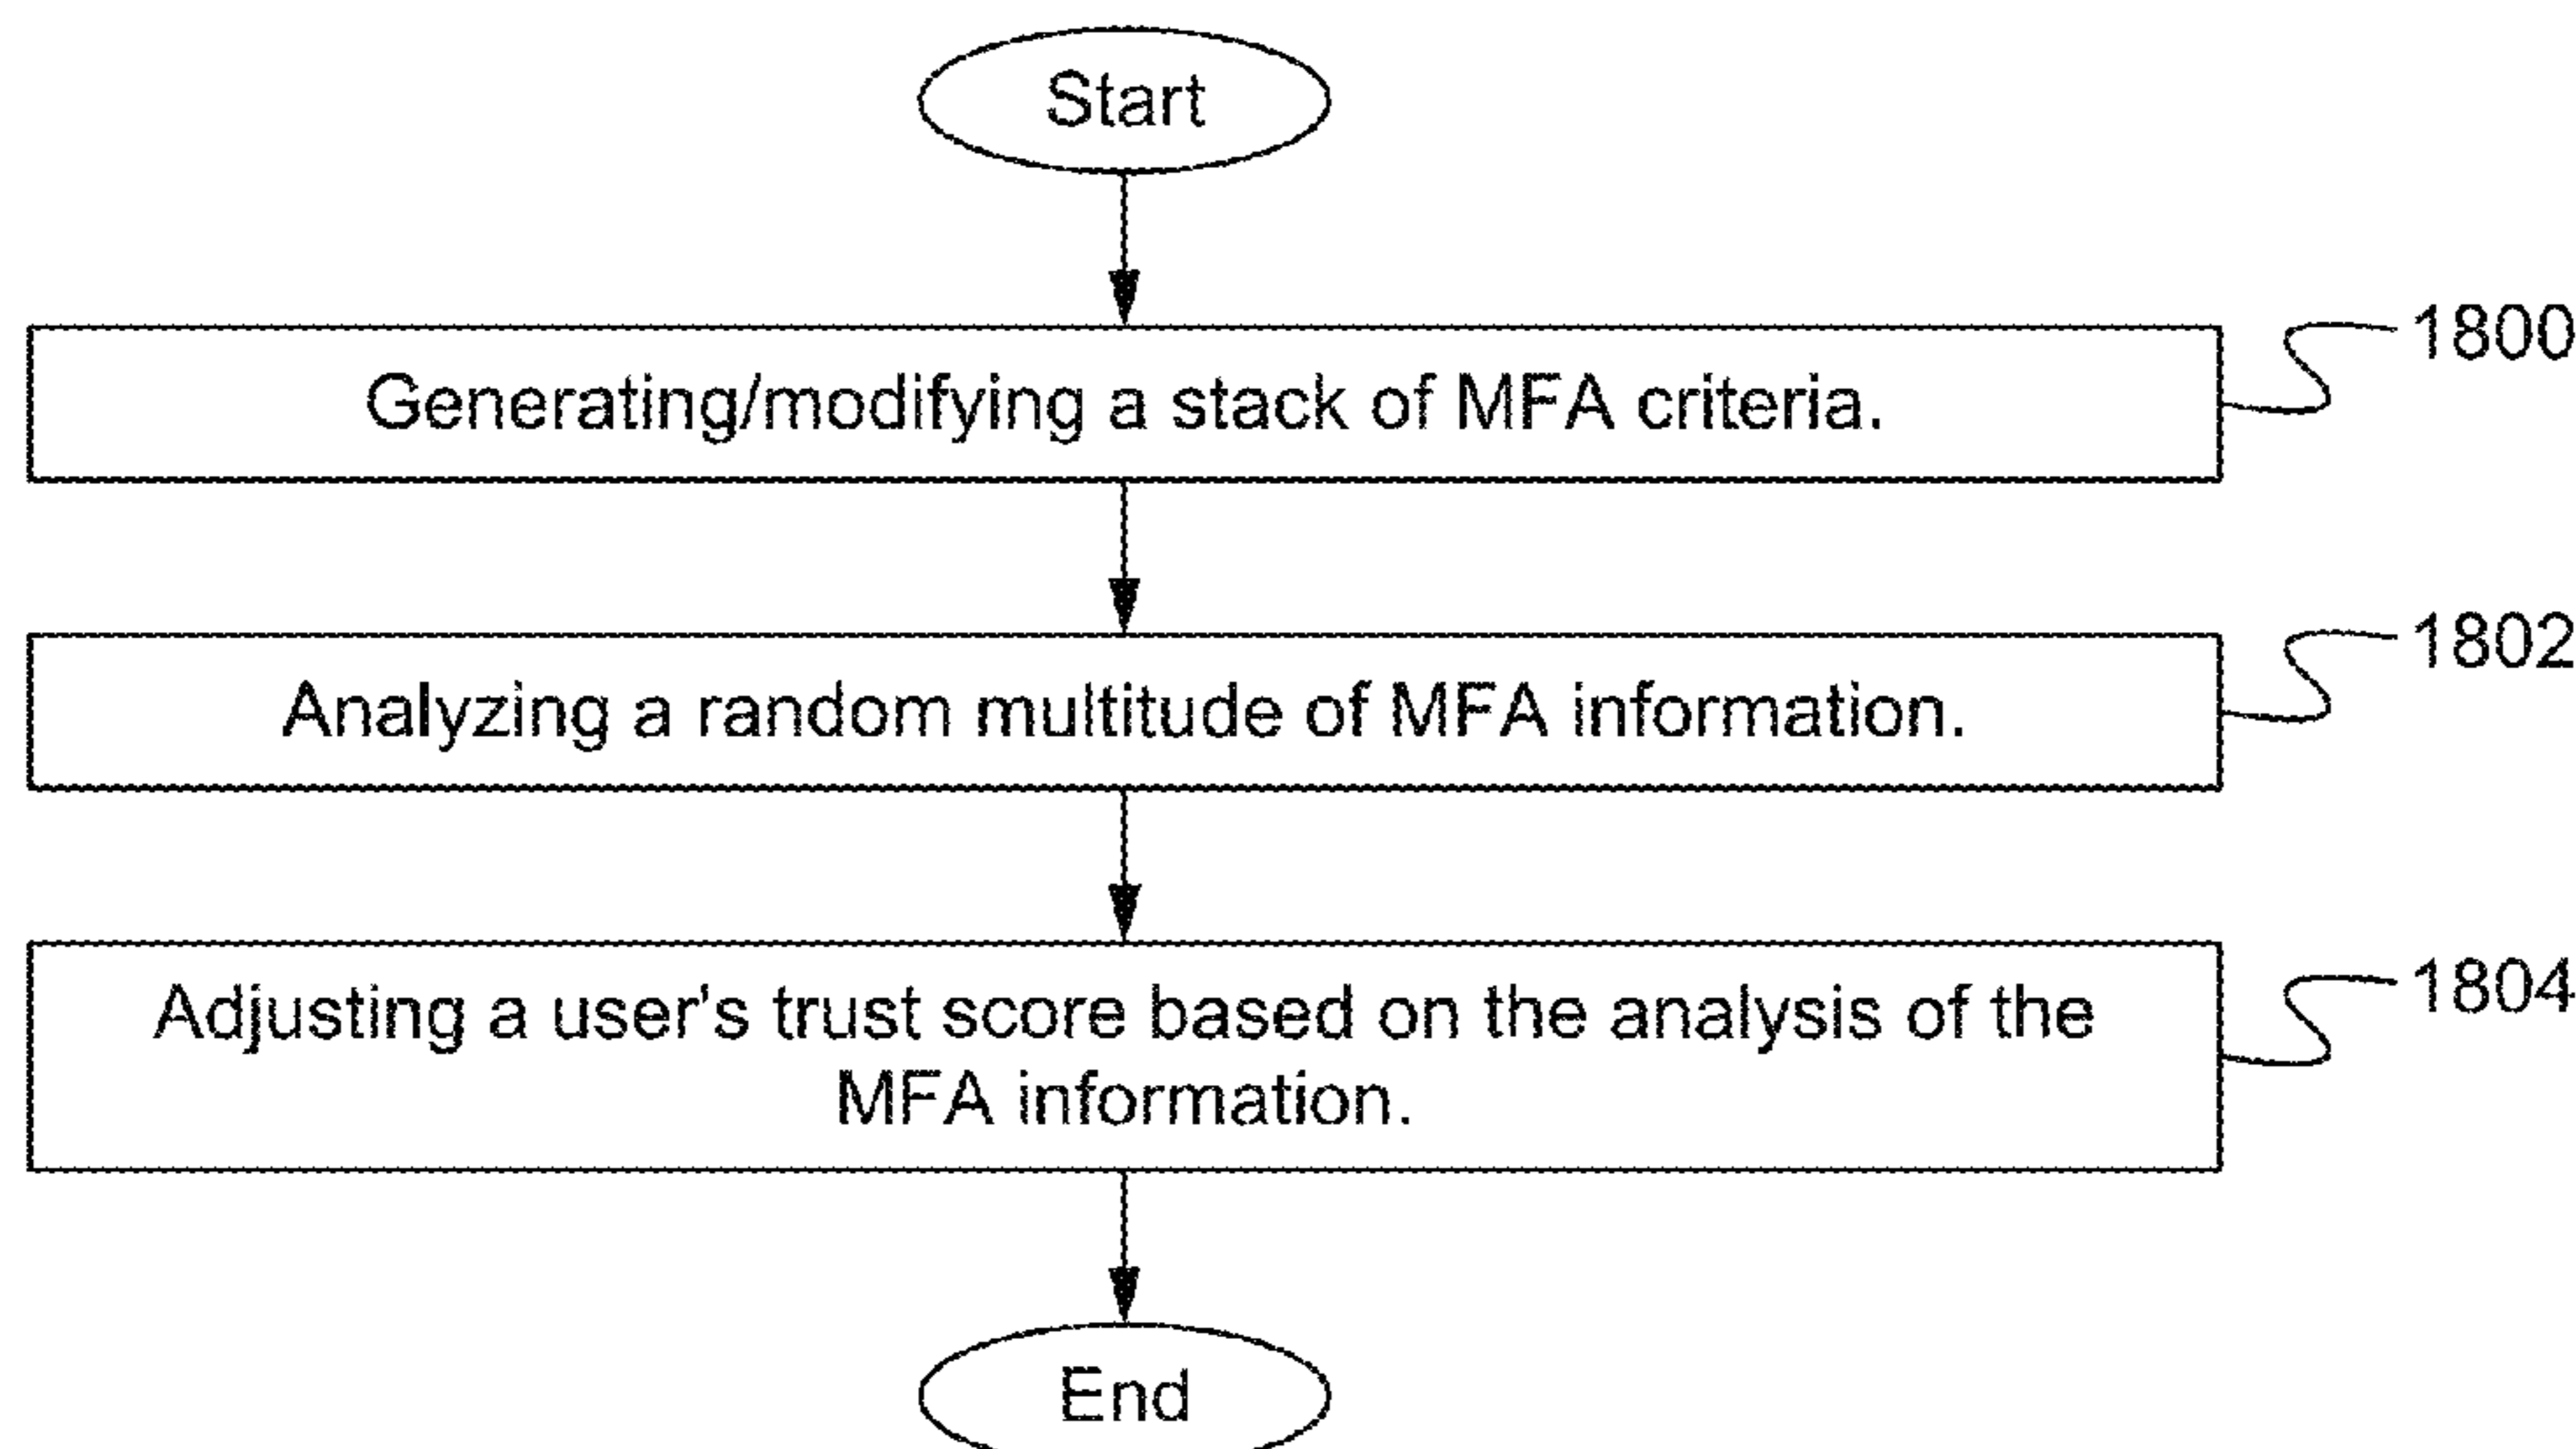 Start
1800
Generating/modifying a stack of MFA criteria.
1802
Analyzing a random multitude of MFA information.
1804
Adjusting a user's trust score based on the analysis of the
MFA information.
End